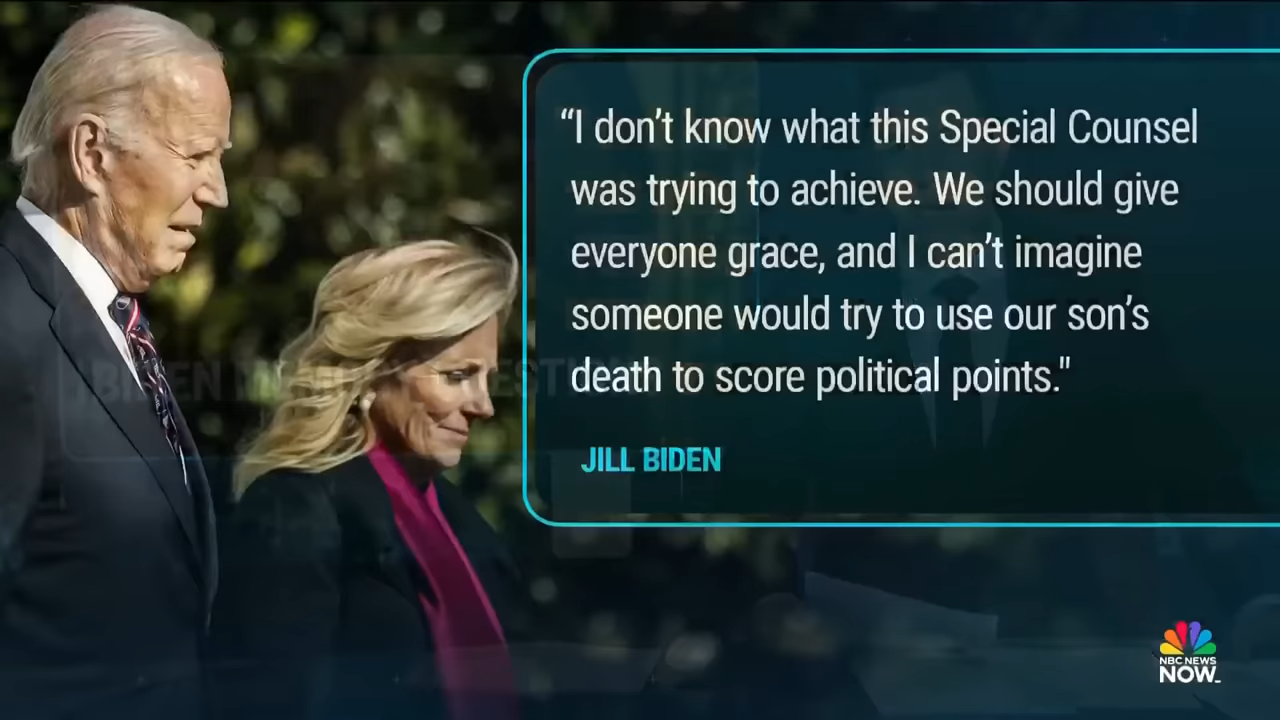 “I don’t know what this Special Counsel
was trying to achieve. We should give
everyone grace, and I can’t imagine
someone would try to use our son’s
death to score political points."
JILL BIDEN
NBC NEWS
NOW